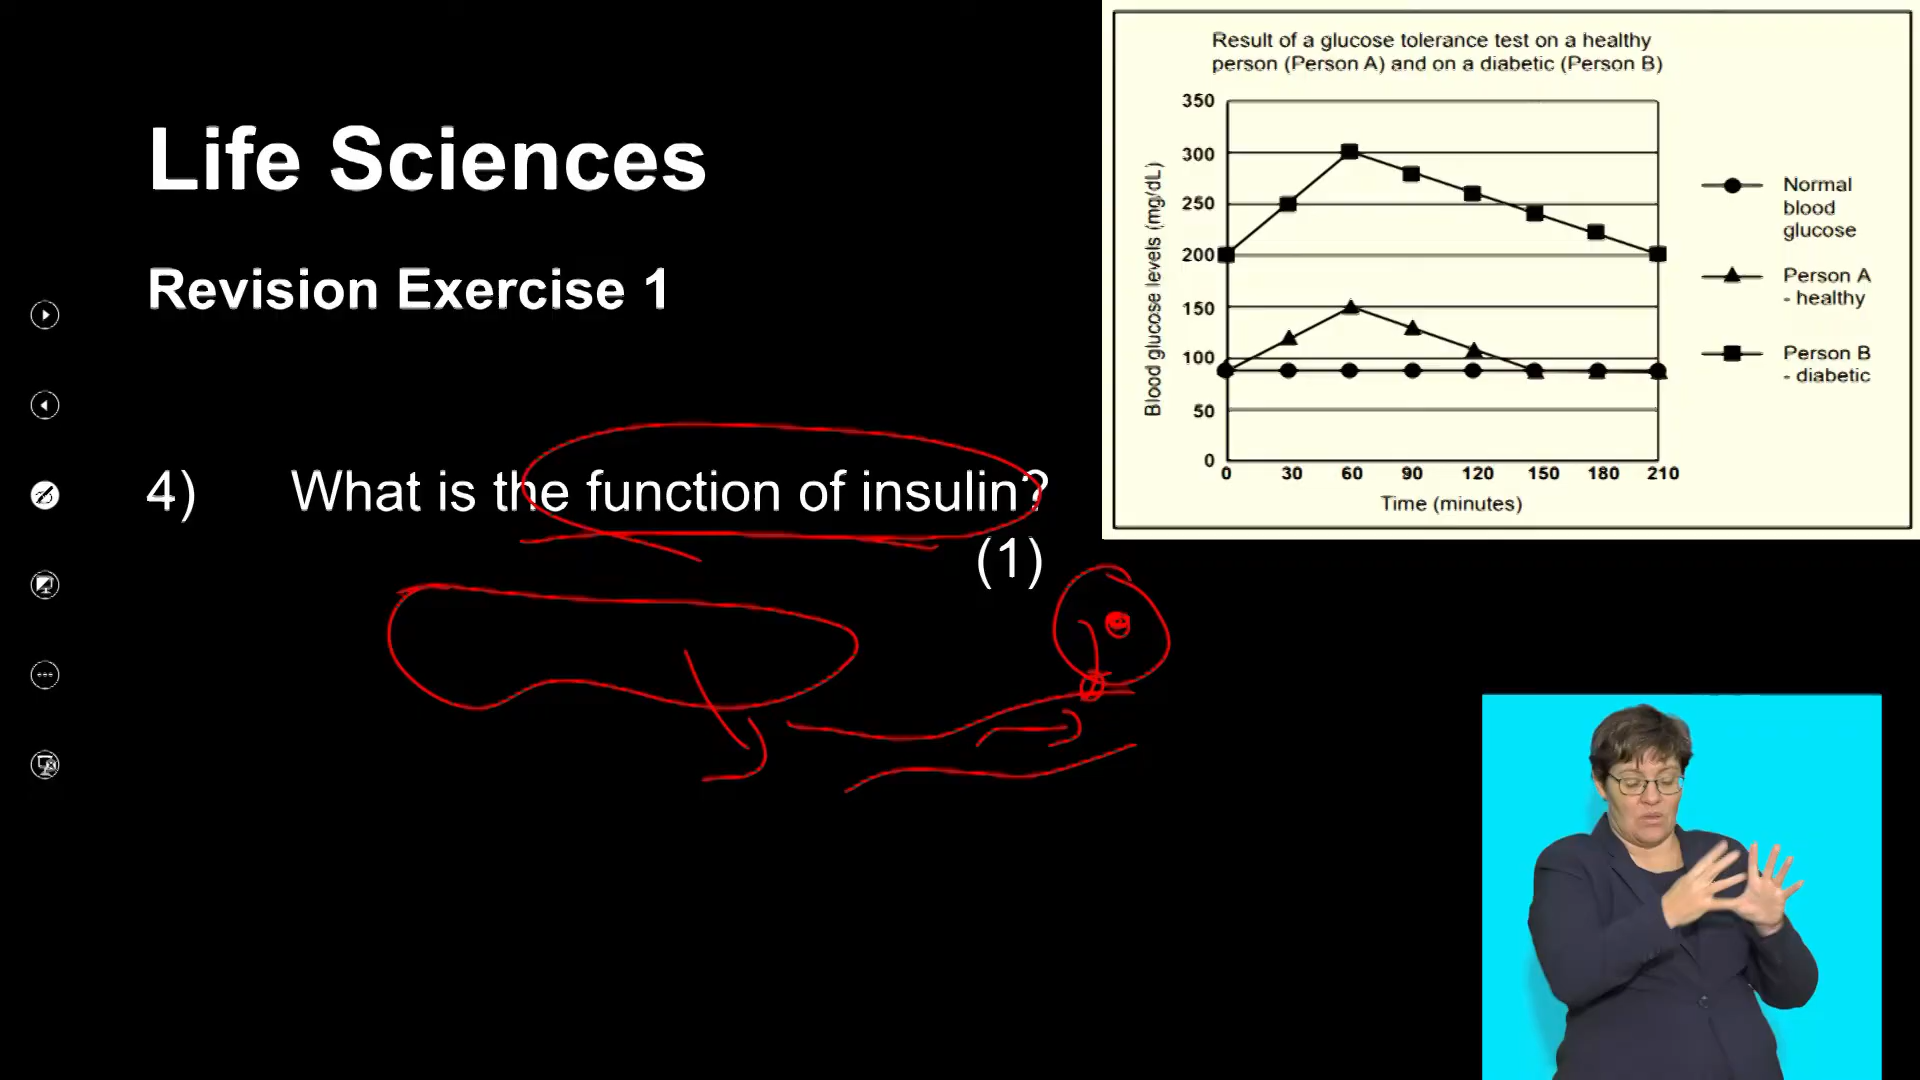 Life Sciences
Revision Exercise 1
4) What is the function of insulin?
(1)
Result of a glucose tolerance test on a healthy
person (Person A) and on a diabetic (Person B)
Blood glucose levels (mg/dL)
350
300
250
200
150
100
50
0
0 30 60 90 120 150 180 210
Time (minutes)
Normal
blood
glucose
Person A
- healthy
Person B
- diabetic